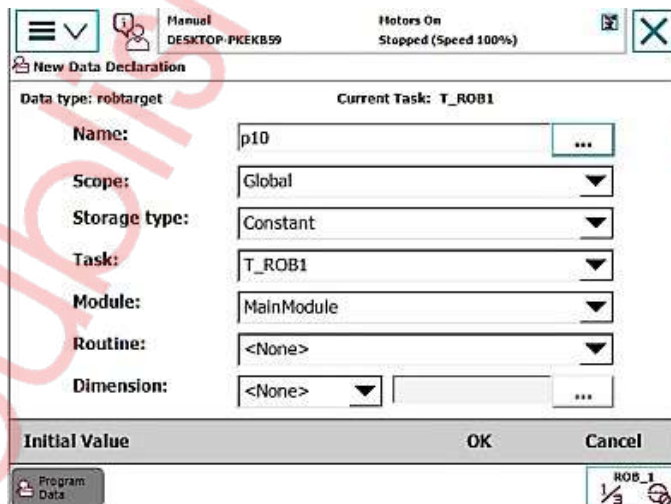 Manual
DESKTOP-PKEKB59
Motors On
Stopped (Speed 100%)
New Data Declaration
Data type: robtarget
Current Task: T_ROB1
Name:
p10
...
Scope:
Global
Storage type:
Constant
Task:
T_ROB1
Module:
MainModule
Routine:
<None>
Dimension:
<None>
...
Initial Value
OK
Cancel
Program
Data
ROB_1
1/3